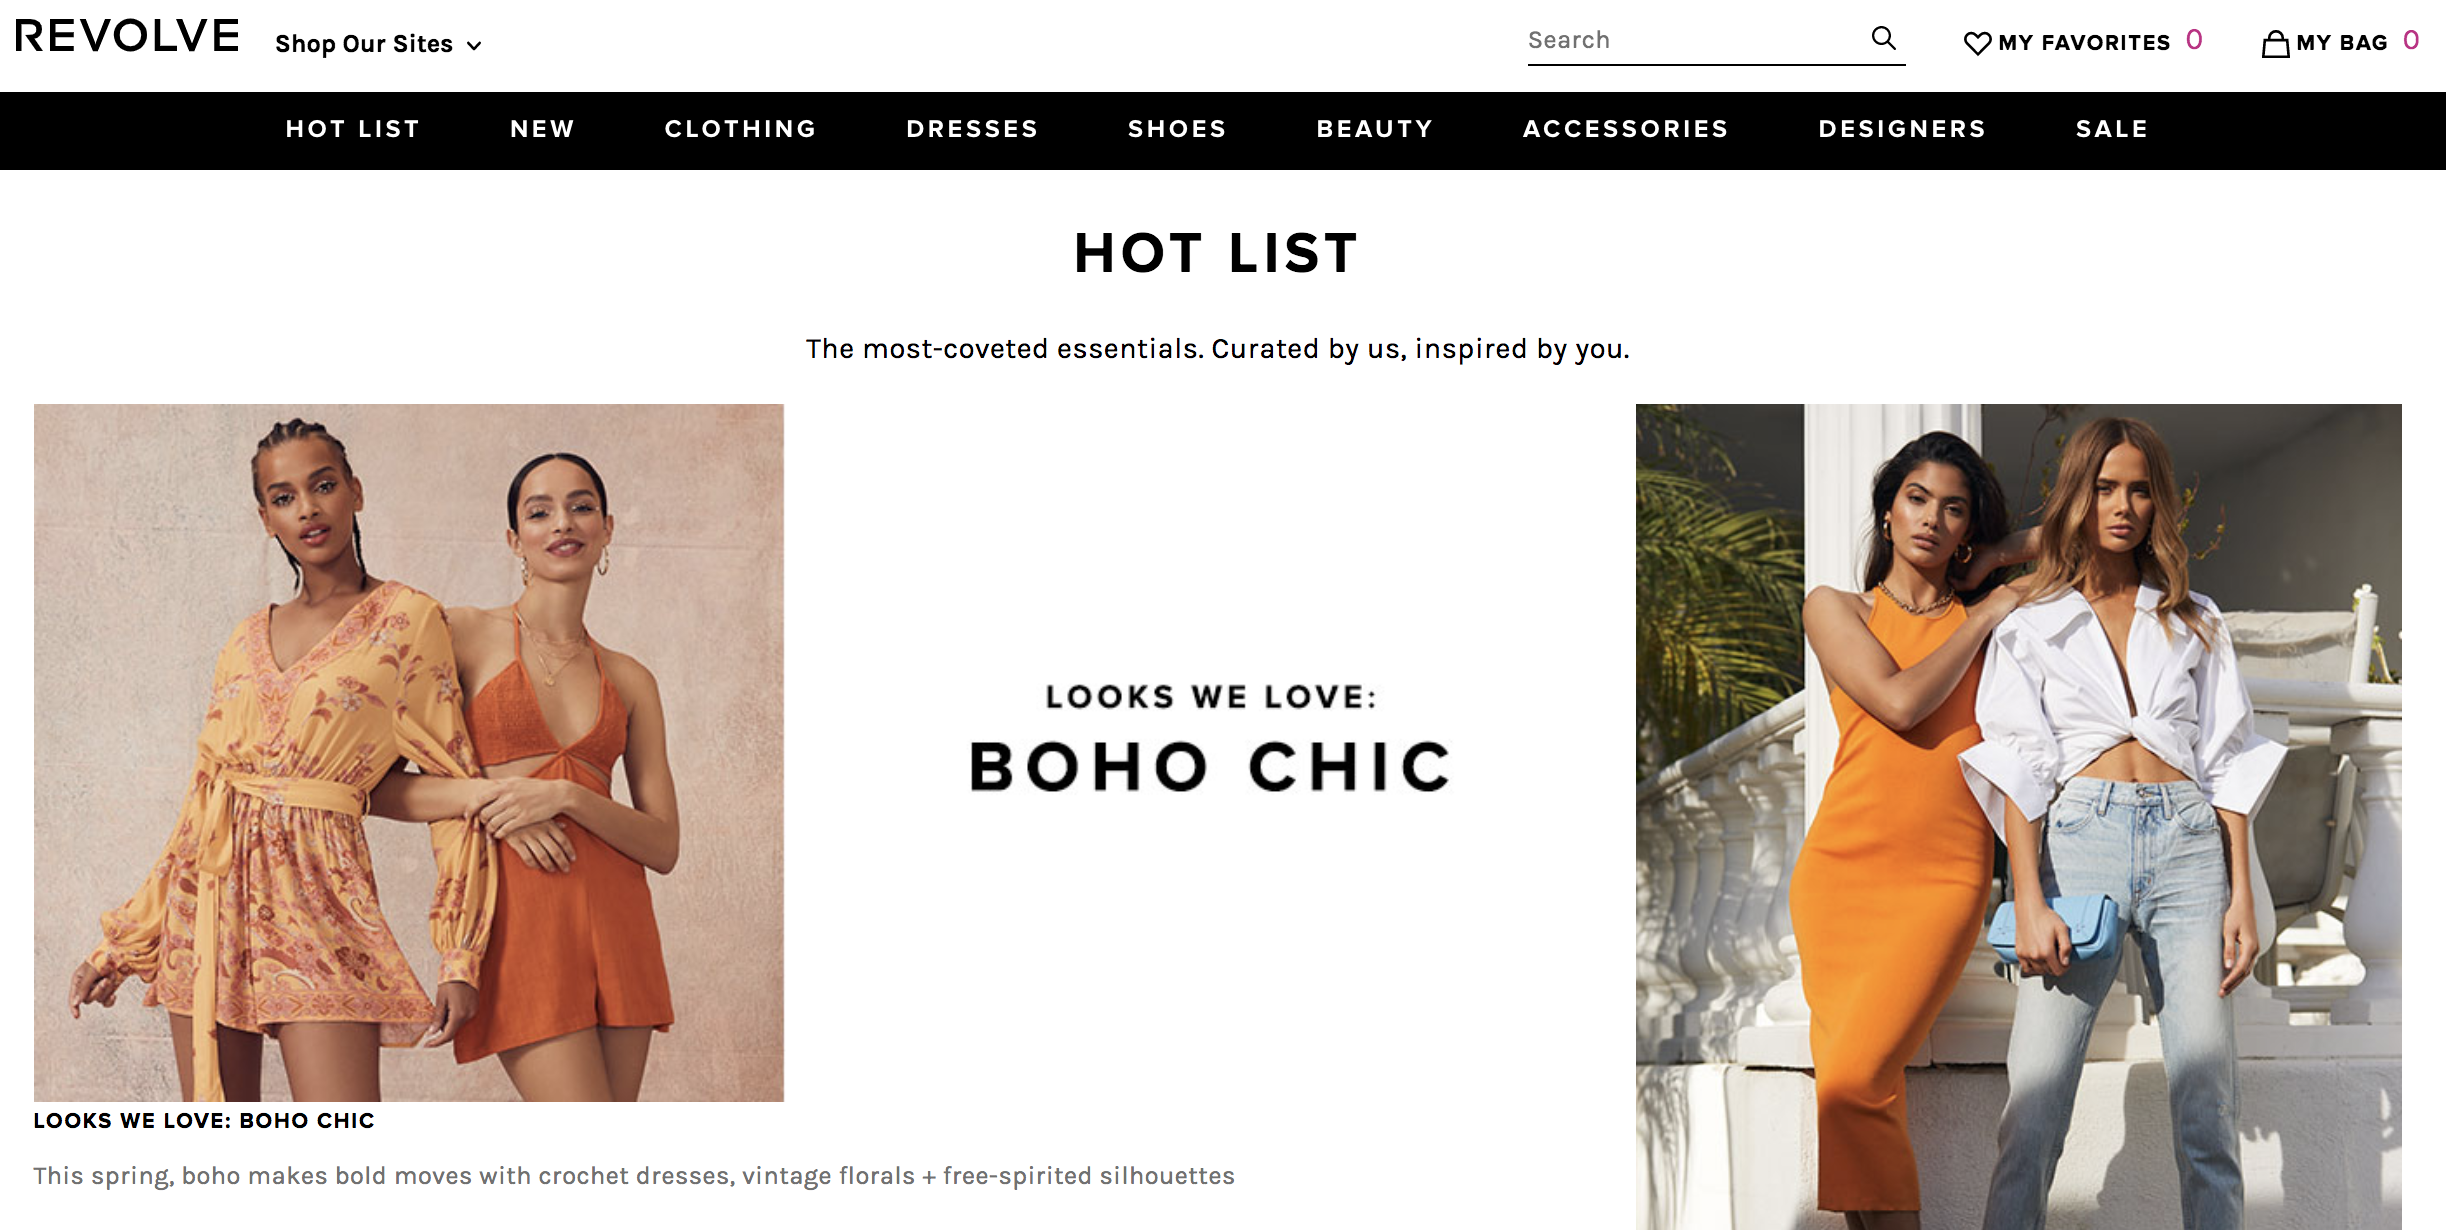 REVOLVE
Shop Our Sites
Search
MY FAVORITES 0
MY BAG 0
HOT LIST
NEW
CLOTHING
DRESSES
SHOES
BEAUTY
ACCESSORIES
DESIGNERS
SALE
HOT LIST
The most-coveted essentials. Curated by us, inspired by you.
LOOKS WE LOVE:
BOHO CHIC
LOOKS WE LOVE: BOHO CHIC
This spring, boho makes bold moves with crochet dresses, vintage florals + free-spirited silhouettes